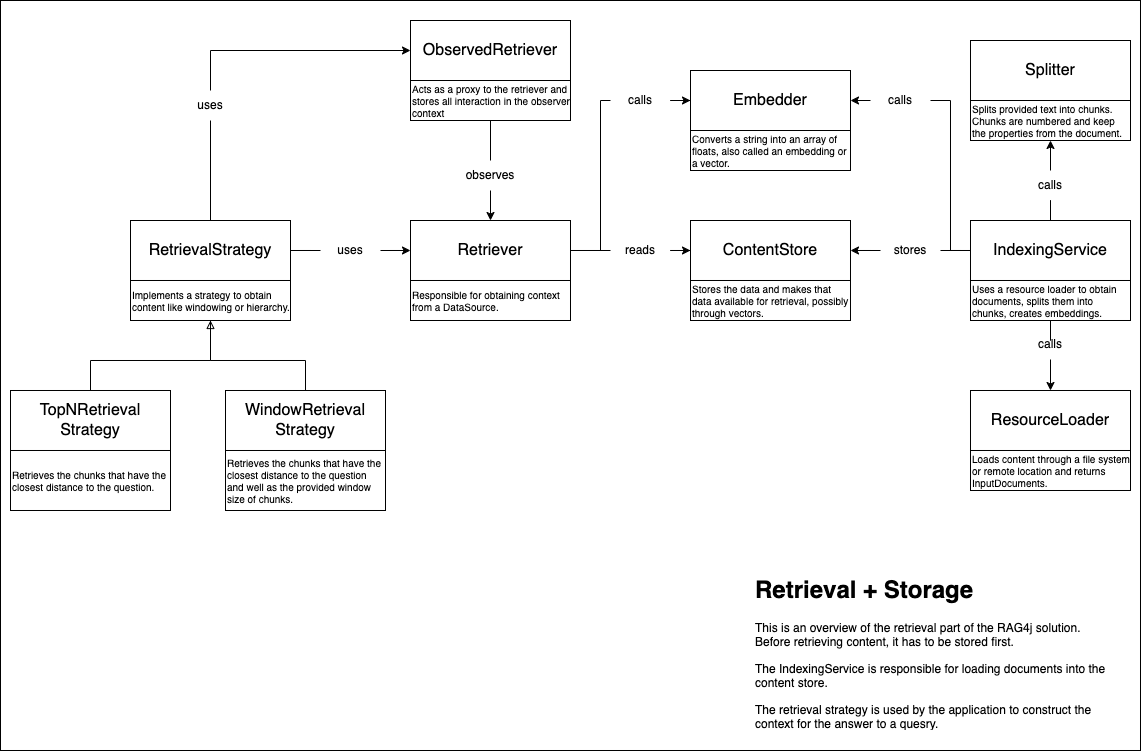 ObservedRetriever
Acts as a proxy to the retriever and
stores all interaction in the observer
context
Splitter
Splits provided text into chunks.
Chunks are numbered and keep
the properties from the document.
Embedder
Converts a string into an array of
floats, also called an embedding or
a vector.
uses
calls
calls
observes
calls
RetrievalStrategy
Implements a strategy to obtain
content like windowing or hierarchy.
uses
Retriever
Responsible for obtaining context
from a DataSource.
reads
ContentStore
Stores the data and makes that
data available for retrieval, possibly
through vectors.
stores
IndexingService
Uses a resource loader to obtain
documents, splits them into
chunks, creates embeddings.
calls
TopNRetrieval
Strategy
Retrieves the chunks that have the
closest distance to the question.
WindowRetrieval
Strategy
Retrieves the chunks that have the
closest distance to the question
and well as the provided window
size of chunks.
ResourceLoader
Loads content through a file system
or remote location and returns
InputDocuments.
Retrieval + Storage
This is an overview of the retrieval part of the RAG4j solution.
Before retrieving content, it has to be stored first.
The IndexingService is responsible for loading documents into the
content store.
The retrieval strategy is used by the application to construct the
context for the answer to a quesry.